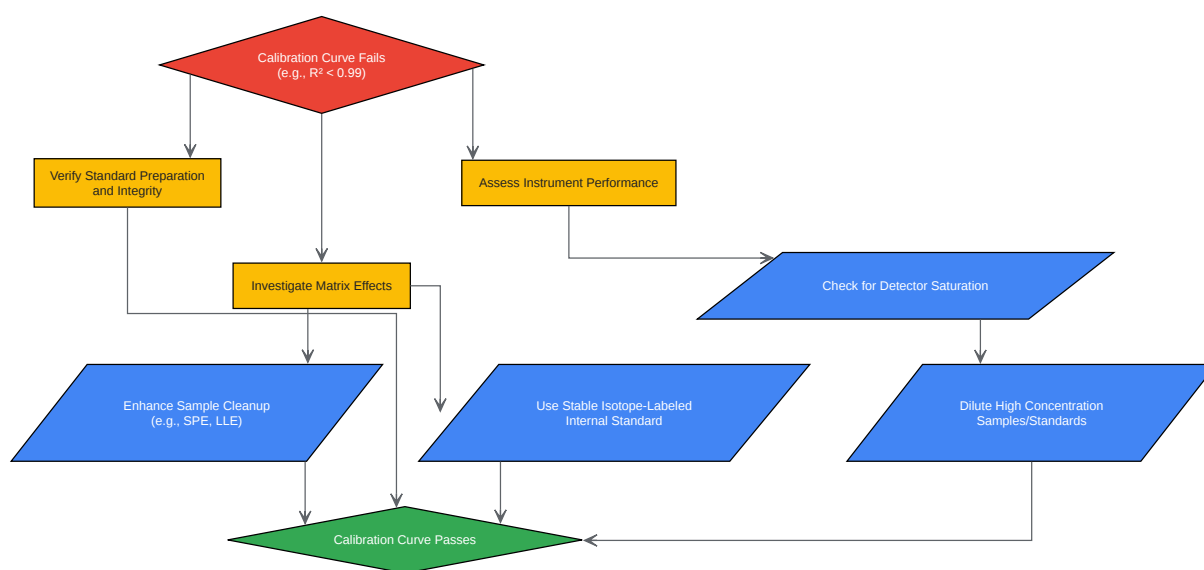 Calibration Curve Fails
(e.g., R² < 0.99)
Verify Standard Preparation
and Integrity
Assess Instrument Performance
Investigate Matrix Effects
Check for Detector Saturation
Enhance Sample Cleanup
(e.g., SPE, LLE)
Use Stable Isotope-Labeled
Internal Standard
Dilute High Concentration
Samples/Standards
Calibration Curve Passes